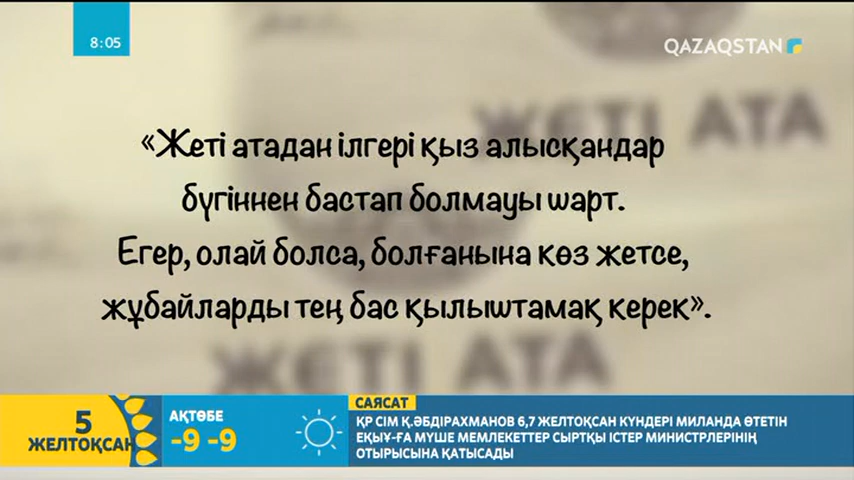 8:05
QAZAQSTAN
ЖЕТІ АТА
«Жеті атадан ілгері қыз алысқандар
бүгіннен бастап болмауы шарт.
Егер, олай болса, болғанына көз жетсе,
жұбайларды тең бас қылыштамақ керек».
ЖЕТІ АТА
5
ЖЕЛТОҚСАН
АҚТӨБЕ
-9 -9
САЯСАТ
ҚР СІМ Қ.ӘБДІРАХМАНОВ 6,7 ЖЕЛТОҚСАН КҮНДЕРІ МИЛАНДА ӨТЕТІН
ЕҚЫҰ-ҒА МҮШЕ МЕМЛЕКЕТТЕР СЫРТҚЫ ІСТЕР МИНИСТРЛЕРІНІҢ
ОТЫРЫСЫНА ҚАТЫСАДЫ